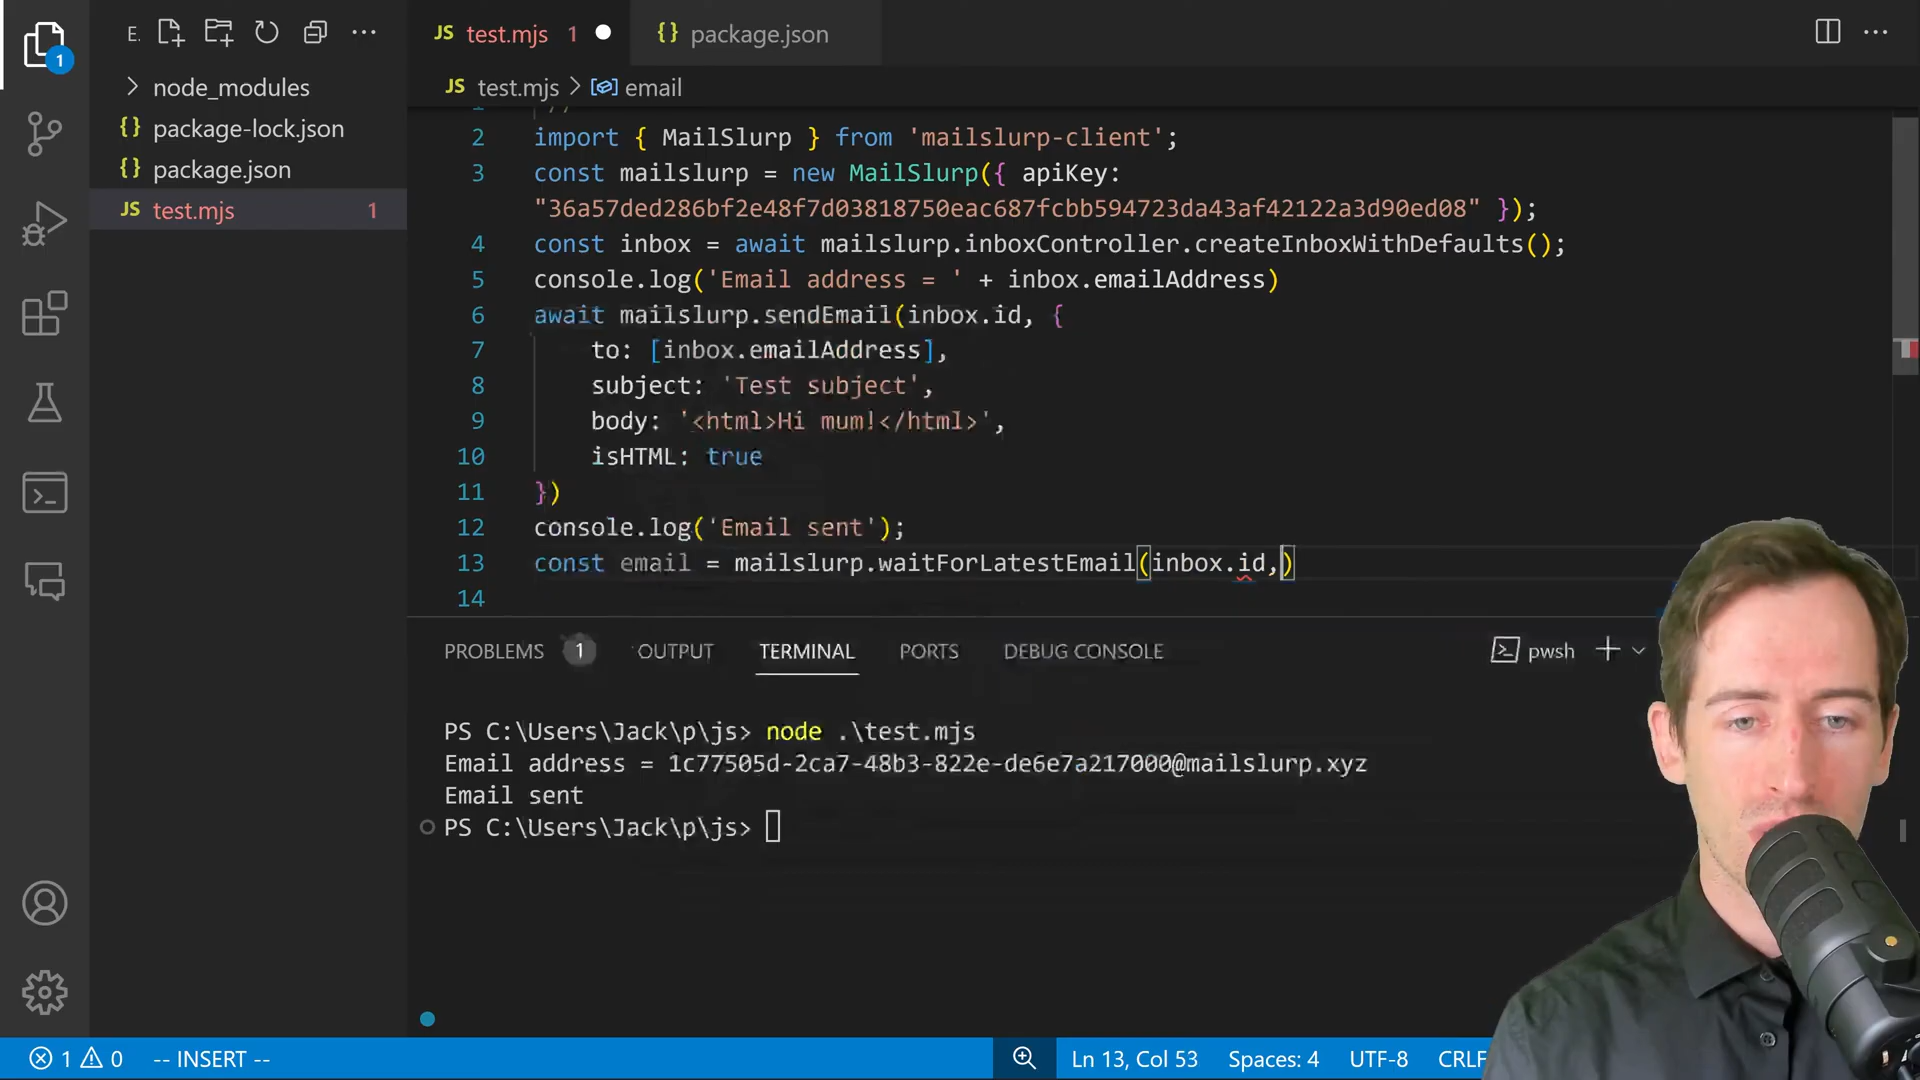 E.
JS test.mjs 1
{} package.json
1
node_modules
{} package-lock.json
{} package.json
JS test.mjs 1
JS test.mjs > email
1 //
2 import { MailSlurp } from 'mailslurp-client';
3 const mailslurp = new MailSlurp({ apiKey:
"36a57ded286bf2e48f7d03818750eac687fcbb594723da43af42122a3d90ed08" });
4 const inbox = await mailslurp.inboxController.createInboxWithDefaults();
5 console.log('Email address = ' + inbox.emailAddress)
6 await mailslurp.sendEmail(inbox.id, {
7 to: [inbox.emailAddress],
8 subject: 'Test subject',
9 body: '<html>Hi mum!</html>',
10 isHTML: true
11 })
12 console.log('Email sent');
13 const email = mailslurp.waitForLatestEmail(inbox.id,)
14
PROBLEMS 1 OUTPUT TERMINAL PORTS DEBUG CONSOLE
pwsh
PS C:\Users\Jack\p\js> node .\test.mjs
Email address = 1c77505d-2ca7-48b3-822e-de6e7a217000@mailslurp.xyz
Email sent
PS C:\Users\Jack\p\js>
1 0 -- INSERT --
Ln 13, Col 53 Spaces: 4 UTF-8 CRLF